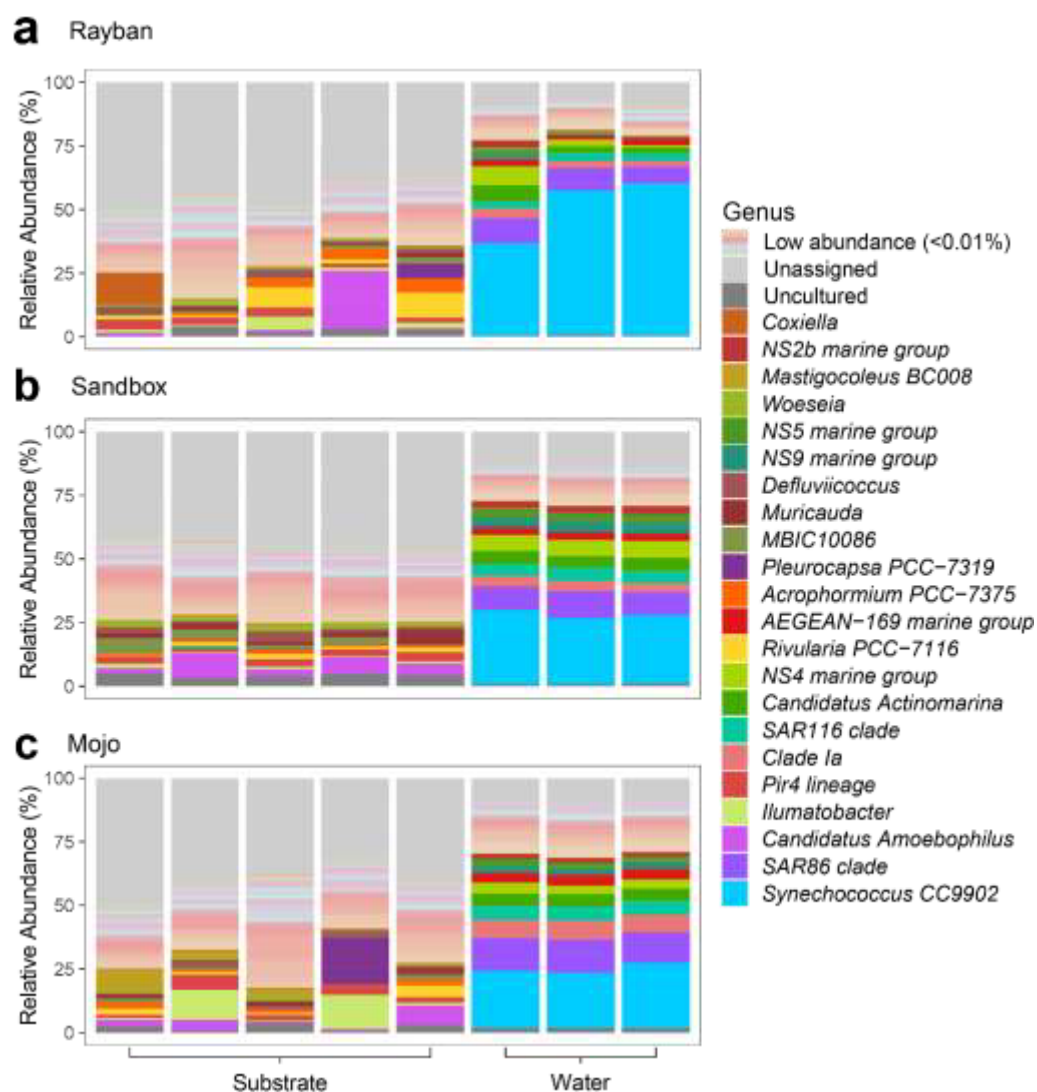 a Rayban
100
75
50
25
0
Relative Abundance (%)
b Sandbox
100
75
50
25
0
Relative Abundance (%)
c Mojo
100
75
50
25
0
Relative Abundance (%)
Substrate
Water
Genus
Low abundance (<0.01%)
Unassigned
Uncultured
Coxiella
NS2b marine group
Mastigocoleus BC008
Woeseia
NS5 marine group
NS9 marine group
Defluviicoccus
Muricauda
MBIC10086
Pleurocapsa PCC−7319
Acrophormium PCC−7375
AEGEAN−169 marine group
Rivularia PCC−7116
NS4 marine group
Candidatus Actinomarina
SAR116 clade
Clade Ia
Pir4 lineage
Ilumatobacter
Candidatus Amoebophilus
SAR86 clade
Synechococcus CC9902